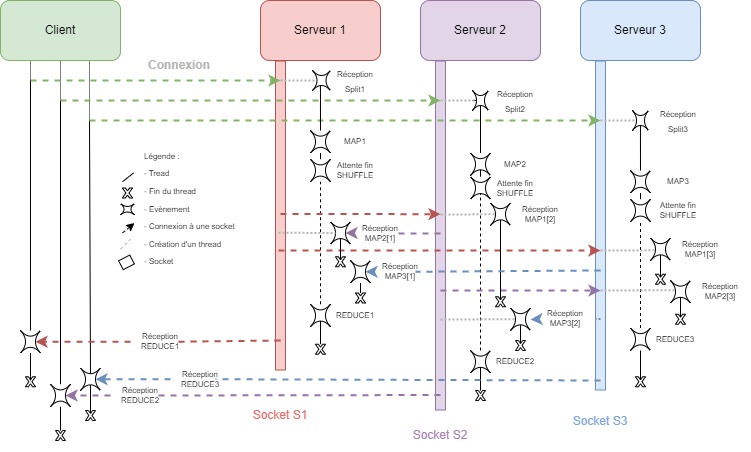 Client
Serveur 1
Serveur 2
Serveur 3
Connexion
Réception
Split1
Réception
Split2
Réception
Split3
Légende :
- Tread
- Fin du thread
- Evénement
- Connexion à une socket
- Création d'un thread
- Socket
MAP1
Attente fin
SHUFFLE
MAP2
Attente fin
SHUFFLE
MAP3
Attente fin
SHUFFLE
Réception
MAP1[2]
Réception
MAP2[1]
Réception
MAP1[3]
Réception
MAP3[1]
Réception
MAP2[3]
REDUCE1
Réception
MAP3[2]
Réception
REDUCE1
REDUCE3
REDUCE2
Réception
REDUCE3
Réception
REDUCE2
Socket S1
Socket S2
Socket S3